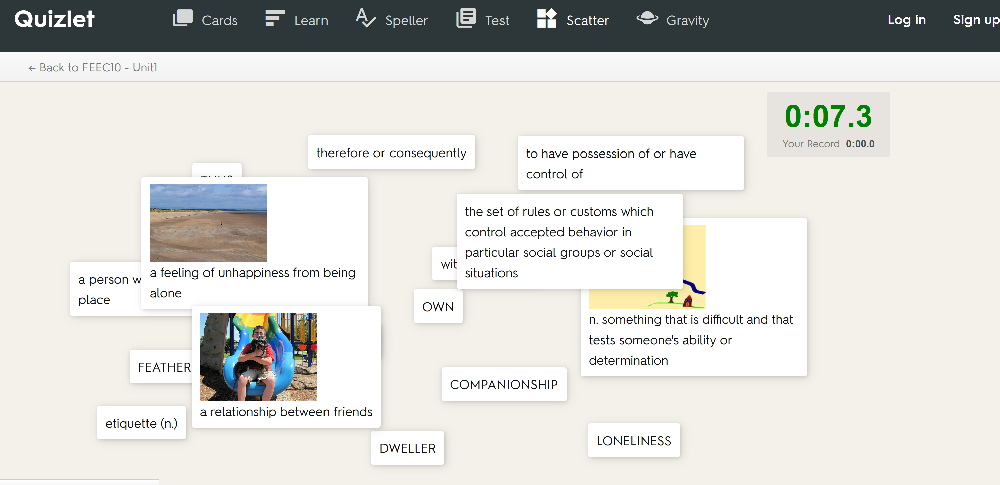 Quizlet
Cards
Learn
Speller
Test
Scatter
Gravity
Log in
Sign up
← Back to FEEC10 - Unit1
0:07.3
Your Record 0:00.0
therefore or consequently
to have possession of or have
control of
the set of rules or customs which
control accepted behavior in
particular social groups or social
situations
a feeling of unhappiness from being
alone
a person
place
OWN
n. something that is difficult and that
tests someone's ability or
determination
FEATHER
COMPANIONSHIP
a relationship between friends
etiquette (n.)
LONELINESS
DWELLER